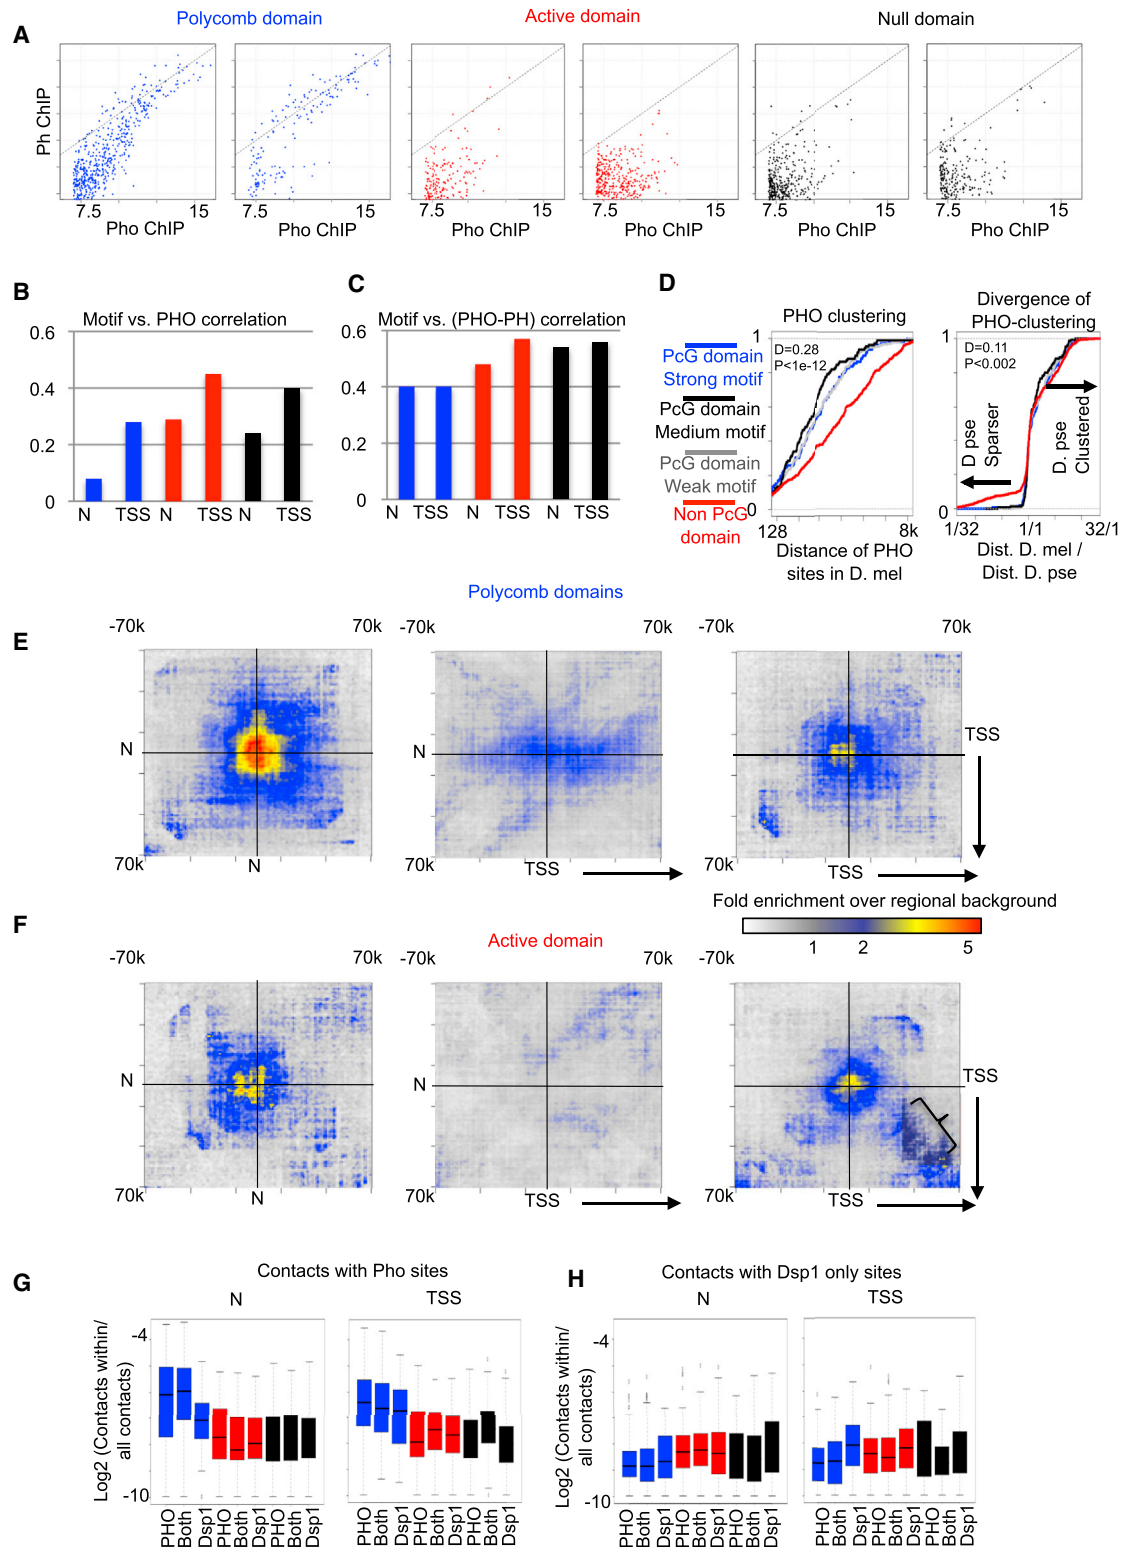 Polycomb domain
Active domain
Null domain
A
Ph ChIP
7.5 15
7.5 15
7.5 15
7.5 15
7.5 15
7.5 15
Pho ChIP
Pho ChIP
Pho ChIP
Pho ChIP
Pho ChIP
Pho ChIP
B
Motif vs. PHO correlation
0.6
0.4
0.2
0
N TSS N TSS N TSS
C
Motif vs. (PHO-PH) correlation
0.6
0.4
0.2
0
N TSS N TSS N TSS
D
PcG domain
Strong motif
PcG domain
Medium motif
PcG domain
Weak motif
Non PcG
domain
PHO clustering
1
D=0.28
P<1e-12
0
128 8k
Distance of PHO
sites in D. mel
Divergence of
PHO-clustering
1
D=0.11
P<0.002
D pse
Sparser
D. pse
Clustered
0
1/32 1/1 32/1
Dist. D. mel /
Dist. D. pse
Polycomb domains
E
-70k 70k
N
70k
N
-70k 70k
N
TSS
-70k 70k
TSS
TSS
Fold enrichment over regional background
1 2 5
F
Active domain
-70k 70k
N
70k
N
-70k 70k
N
70k
TSS
-70k 70k
TSS
70k
TSS
G
Contacts with Pho sites
N TSS
Log2 (Contacts within/
all contacts)
-4
-10
PHO
Both
Dsp1
PHO
Both
Dsp1
PHO
Both
Dsp1
PHO
Both
Dsp1
PHO
Both
Dsp1
PHO
Both
Dsp1
H
Contacts with Dsp1 only sites
N TSS
Log2 (Contacts within/
all contacts)
-4
-10
PHO
Both
Dsp1
PHO
Both
Dsp1
PHO
Both
Dsp1
PHO
Both
Dsp1
PHO
Both
Dsp1
PHO
Both
Dsp1